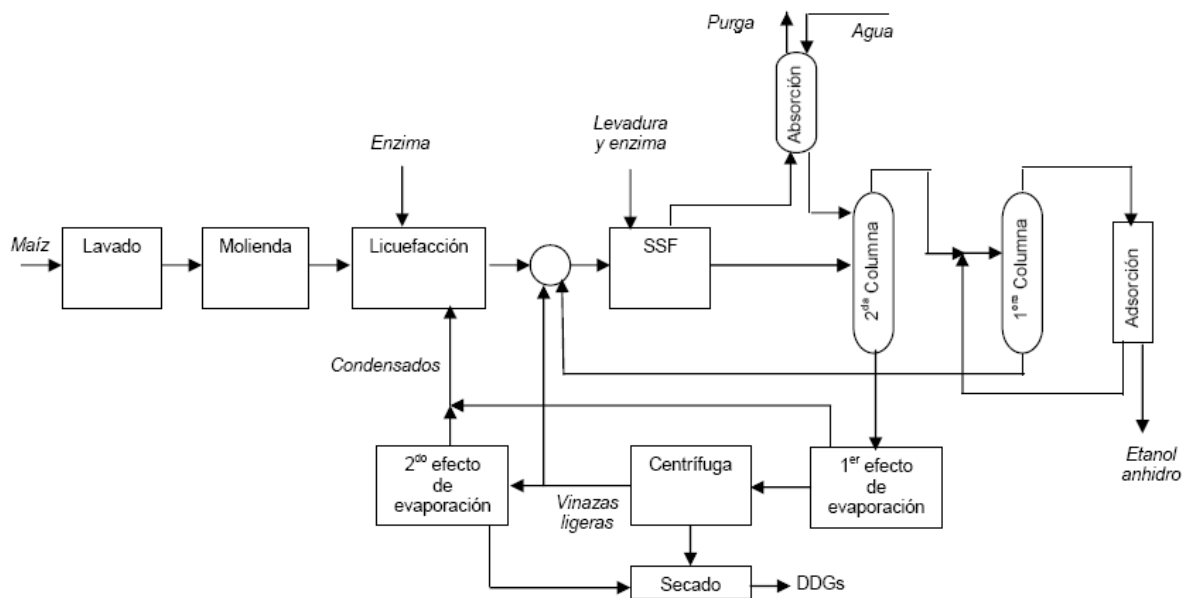 Purga
Agua
Absorción
Enzima
Levadura
y enzima
Maíz
Lavado
Molienda
Licuefacción
SSF
2da Columna
1era Columna
Adsorción
Condensados
Etanol
anhidro
2do efecto
de
evaporación
Vinazas
ligeras
Centrífuga
1er efecto
de
evaporación
Secado
DDGs